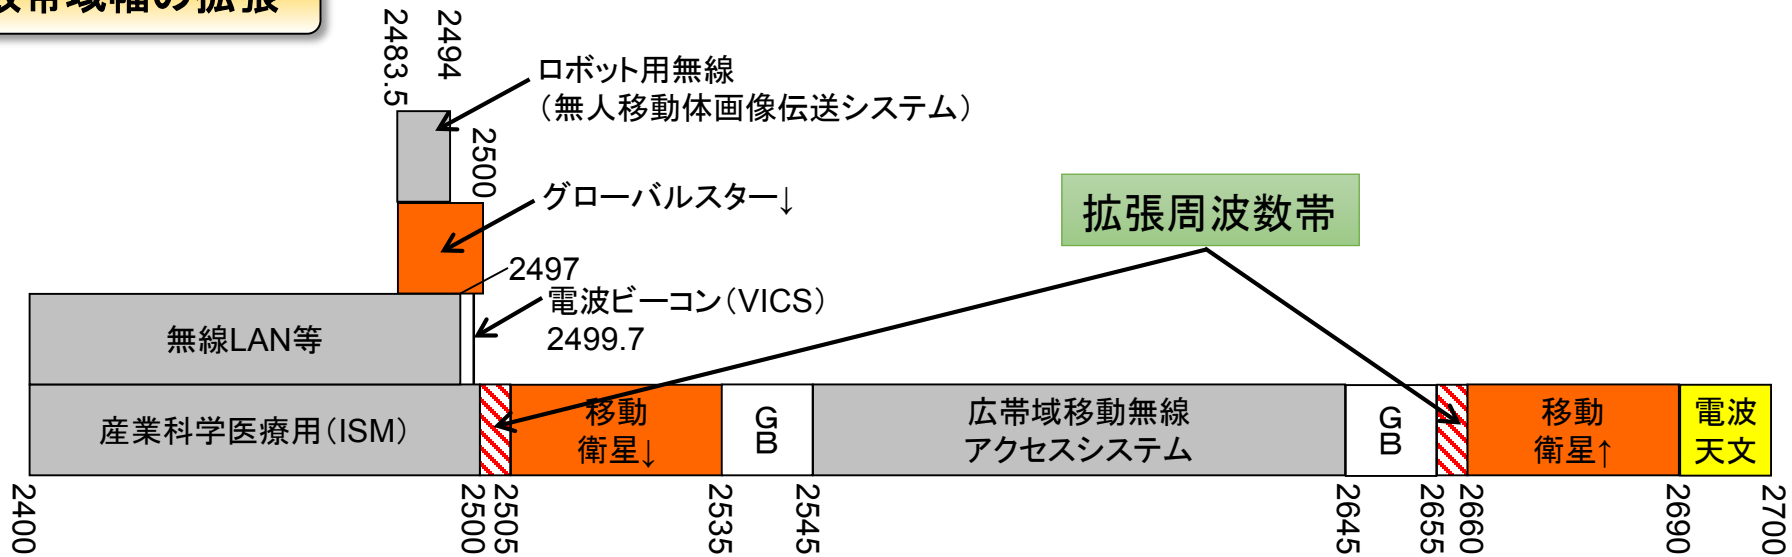 帯域幅の拡張
2483.5
2494
ロボット用無線
（無人移動体画像伝送システム）
2500
グローバルスター↓
拡張周波数帯
2497
電波ビーコン（VICS）
2499.7
無線LAN等
産業科学医療用（ISM）
移動
衛星↓
GB
広帯域移動無線
アクセスシステム
GB
移動
衛星↑
電波
天文
2400
2500
2505
2535
2545
2645
2655
2660
2690
2700